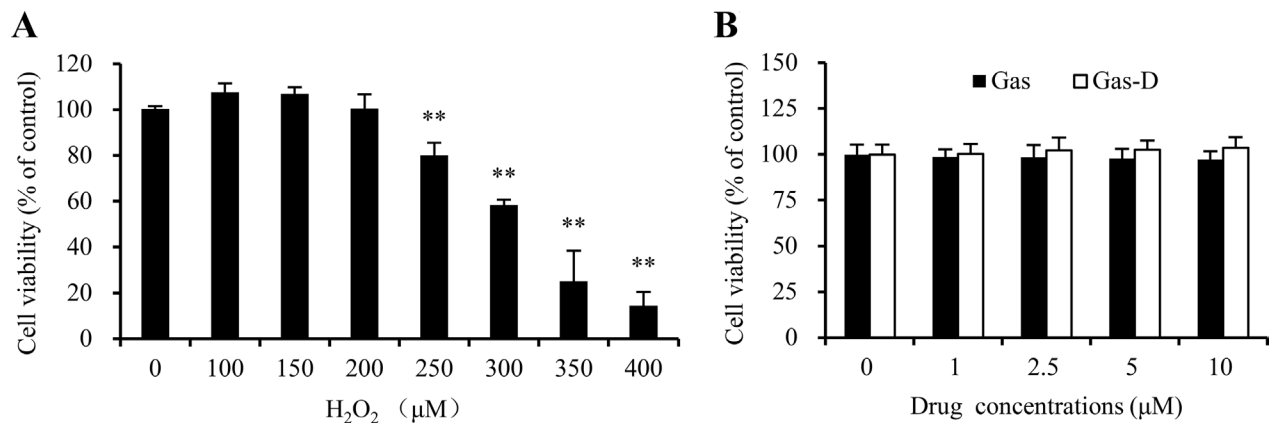 A
Cell viability (% of control)
120
100
80
60
40
20
0
**
**
**
**
0 100 150 200 250 300 350 400
H₂O₂ （μM）
B
Cell viability (% of control)
150
125
100
75
50
25
0
Gas Gas-D
0 1 2.5 5 10
Drug concentrations (μM)